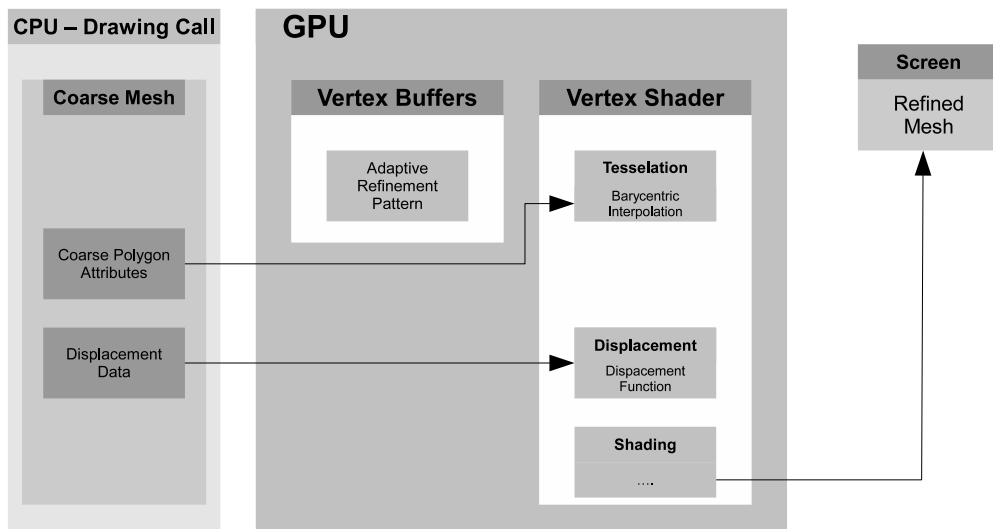 CPU – Drawing Call
Coarse Mesh
Coarse Polygon
Attributes
Displacement
Data
GPU
Vertex Buffers
Adaptive
Refinement
Pattern
Vertex Shader
Tesselation
Barycentric
Interpolation
Displacement
Dispacement
Function
Shading
....
Screen
Refined
Mesh